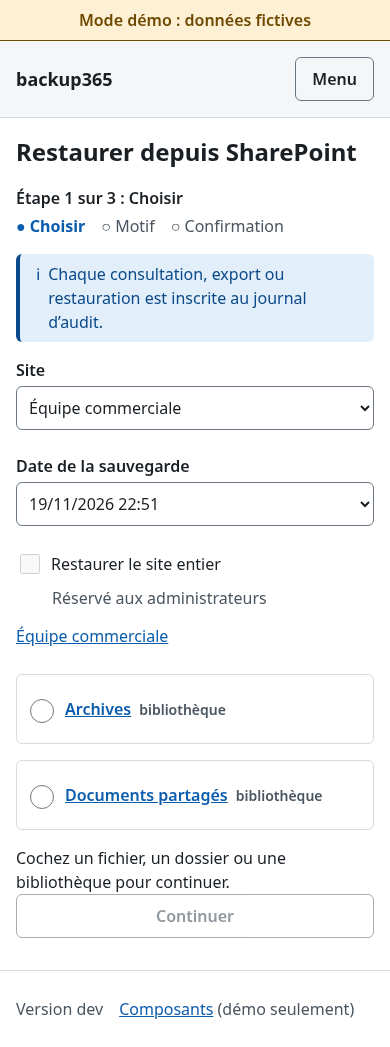 Mode démo : données fictives
backup365
Menu
Restaurer depuis SharePoint
Étape 1 sur 3 : Choisir
● Choisir ○ Motif ○ Confirmation
i Chaque consultation, export ou
restauration est inscrite au journal
d’audit.
Site
Équipe commerciale
Date de la sauvegarde
19/11/2026 22:51
Restaurer le site entier
Réservé aux administrateurs
Équipe commerciale
Archives bibliothèque
Documents partagés bibliothèque
Cochez un fichier, un dossier ou une
bibliothèque pour continuer.
Continuer
Version dev Composants (démo seulement)